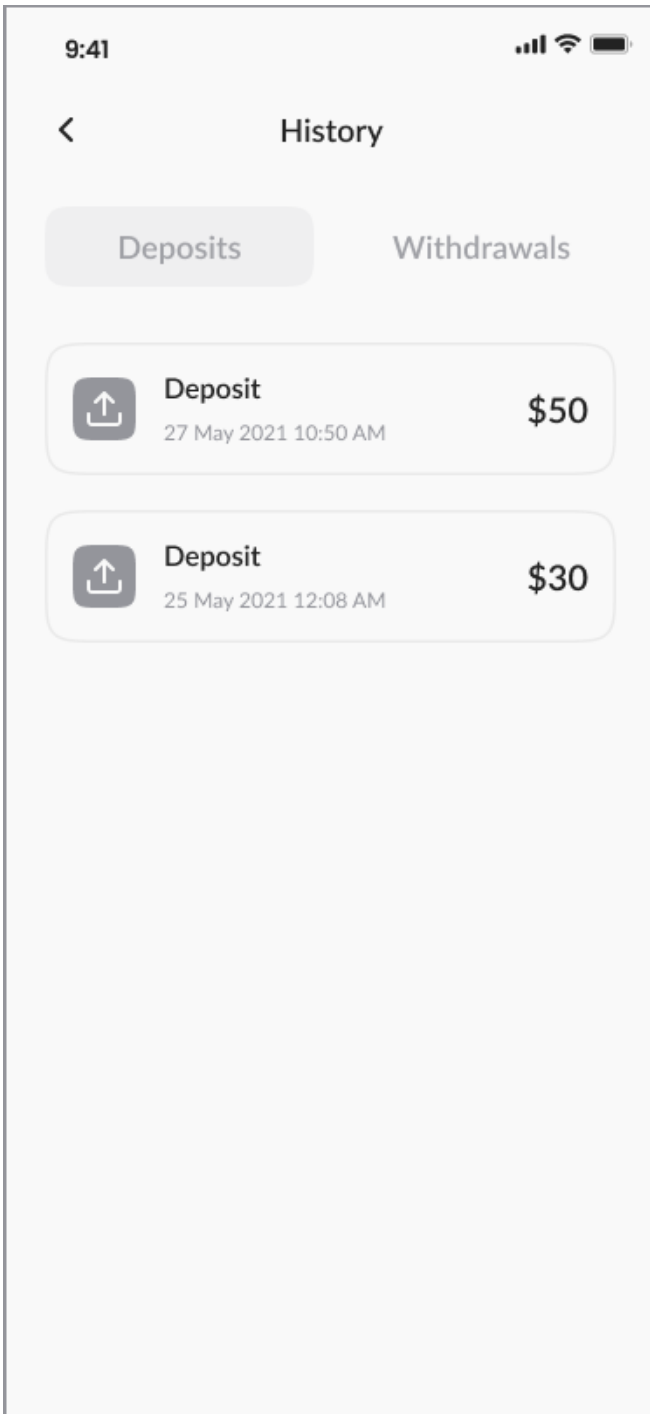 9:41
History
Deposits Withdrawals
Deposit
27 May 2021 10:50 AM
$50
Deposit
25 May 2021 12:08 AM
$30